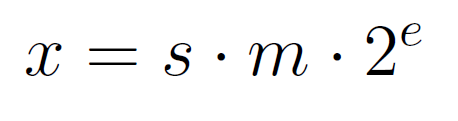 x = s · m · 2^e